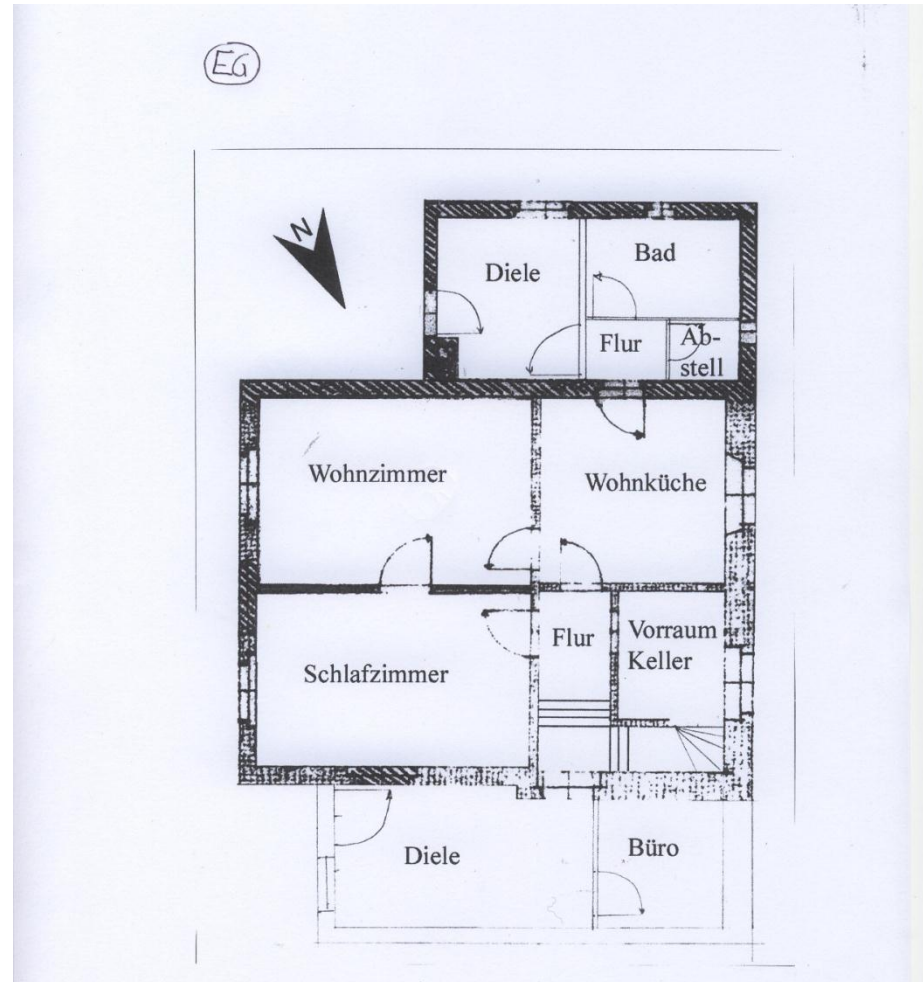 EG
N
Diele
Bad
Flur
Ab-
stell
Wohnzimmer
Wohnküche
Schlafzimmer
Flur
Vorraum
Keller
Diele
Büro